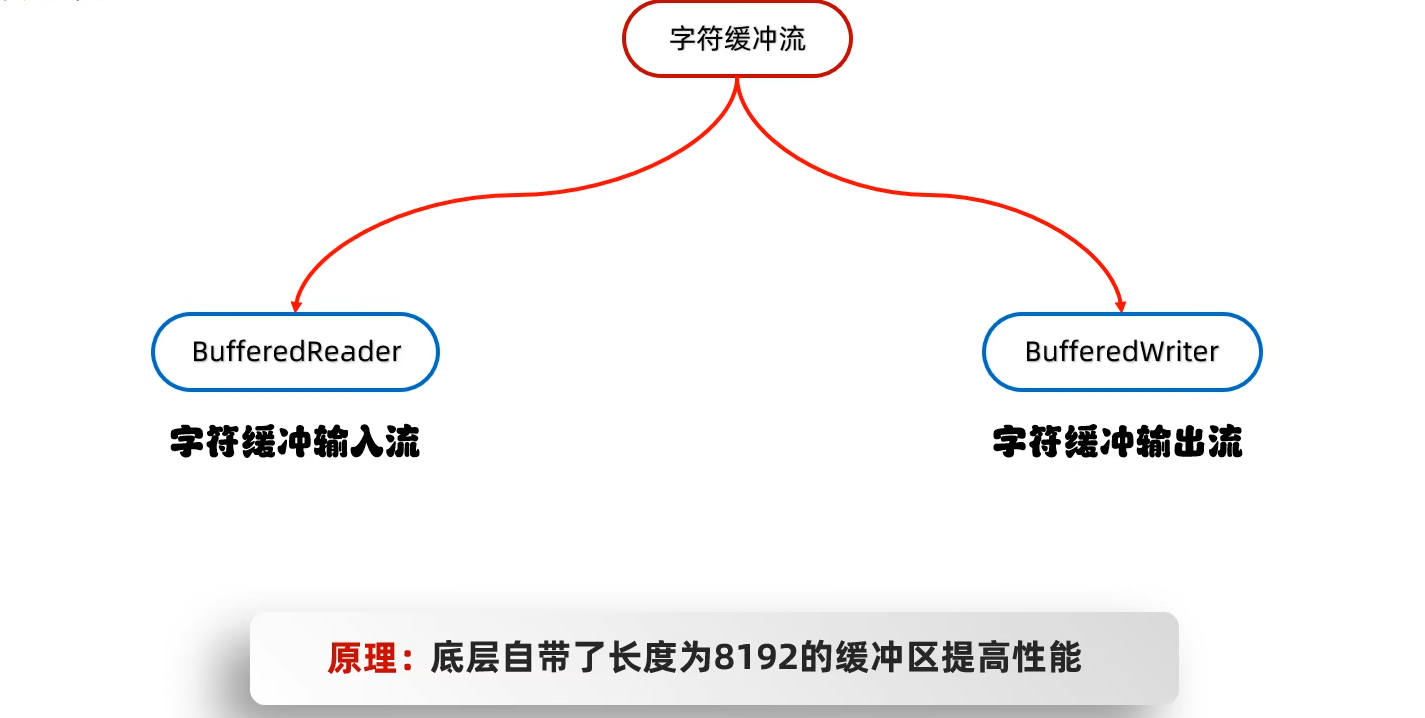 字符缓冲流
BufferedReader
BufferedWriter
字符缓冲输入流
字符缓冲输出流
原理：底层自带了长度为8192的缓冲区提高性能